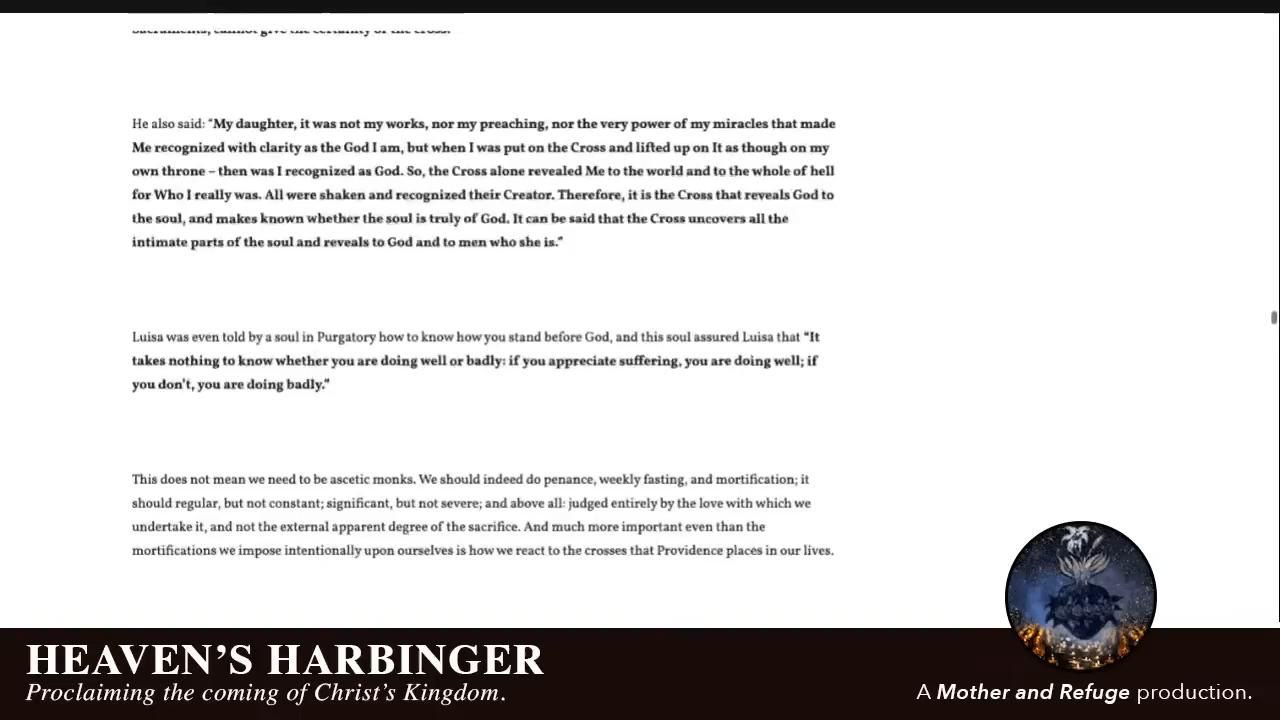 Sacraments, cannot give the certainty of the cross.
He also said: “My daughter, it was not my works, nor my preaching, nor the very power of my miracles that made
Me recognized with clarity as the God I am, but when I was put on the Cross and lifted up on It as though on my
own throne – then was I recognized as God. So, the Cross alone revealed Me to the world and to the whole of hell
for Who I really was. All were shaken and recognized their Creator. Therefore, it is the Cross that reveals God to
the soul, and makes known whether the soul is truly of God. It can be said that the Cross uncovers all the
intimate parts of the soul and reveals to God and to men who she is.”
Luisa was even told by a soul in Purgatory how to know how you stand before God, and this soul assured Luisa that “It
takes nothing to know whether you are doing well or badly: if you appreciate suffering, you are doing well; if
you don’t, you are doing badly.”
This does not mean we need to be ascetic monks. We should indeed do penance, weekly fasting, and mortification; it
should regular, but not constant; significant, but not severe; and above all: judged entirely by the love with which we
undertake it, and not the external apparent degree of the sacrifice. And much more important even than the
mortifications we impose intentionally upon ourselves is how we react to the crosses that Providence places in our lives.
HEAVEN’S HARBINGER
Proclaiming the coming of Christ’s Kingdom.
A Mother and Refuge production.